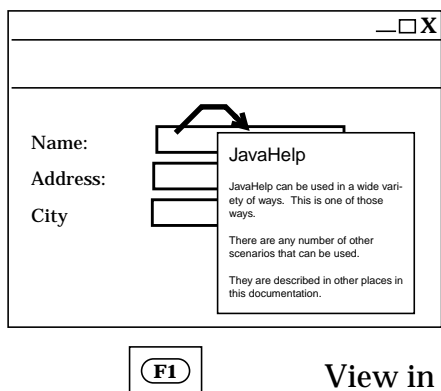 X
Name:
Address:
City
JavaHelp
JavaHelp can be used in a wide vari-
ety of ways. This is one of those
ways.
There are any number of other
scenarios that can be used.
They are described in other places in
this documentation.
F1
View in